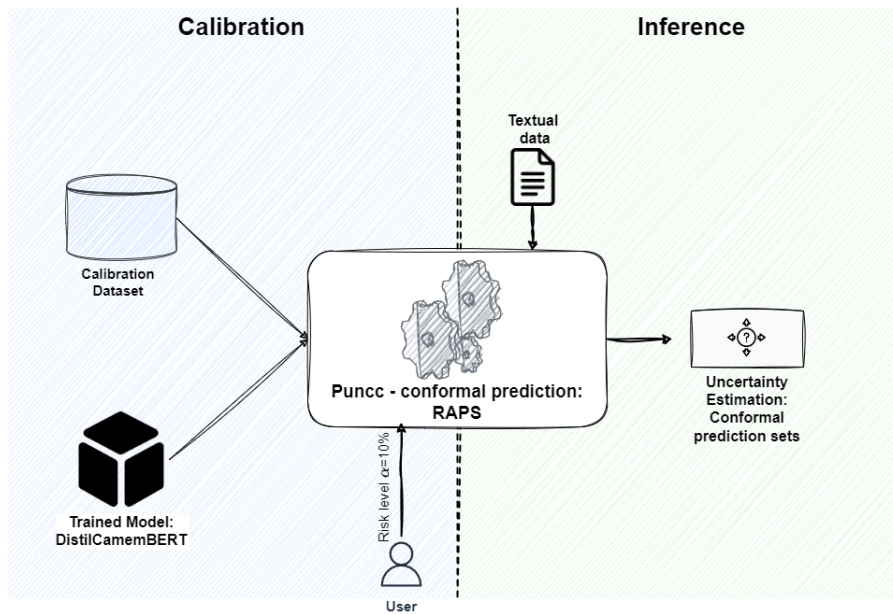 Calibration
Inference
Textual
data
Calibration
Dataset
Puncc - conformal prediction:
RAPS
?
Uncertainty
Estimation:
Conformal
prediction sets
Trained Model:
DistilCamemBERT
Risk level α=10%
User